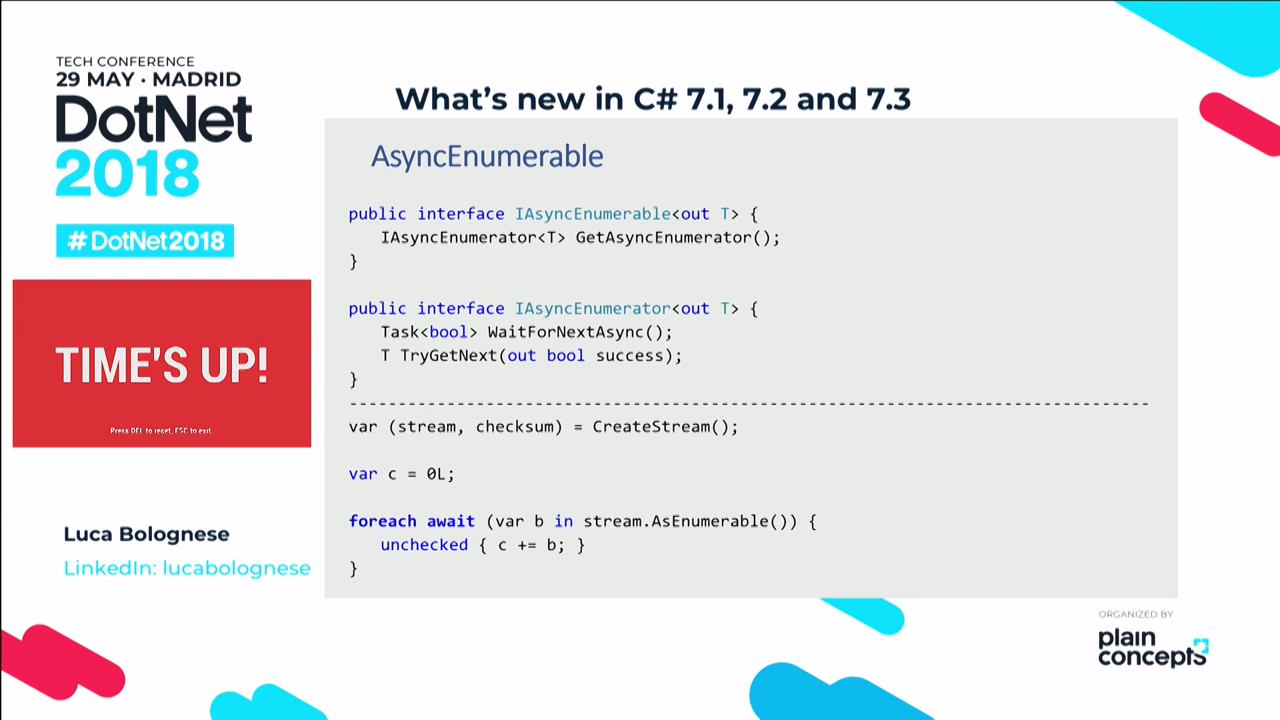 TECH CONFERENCE
29 MAY · MADRID
DotNet
2018
#DotNet2018
TIME'S UP!
Press DEL to reset, ESC to exit.
Luca Bolognese
LinkedIn: lucabolognese
What's new in C# 7.1, 7.2 and 7.3
AsyncEnumerable
public interface IAsyncEnumerable<out T> {
IAsyncEnumerator<T> GetAsyncEnumerator();
}
public interface IAsyncEnumerator<out T> {
Task<bool> WaitForNextAsync();
T TryGetNext(out bool success);
}
--------------------------------------------------------------------------------
var (stream, checksum) = CreateStream();
var c = 0L;
foreach await (var b in stream.AsEnumerable()) {
unchecked { c += b; }
}
ORGANIZED BY
plain
concepts